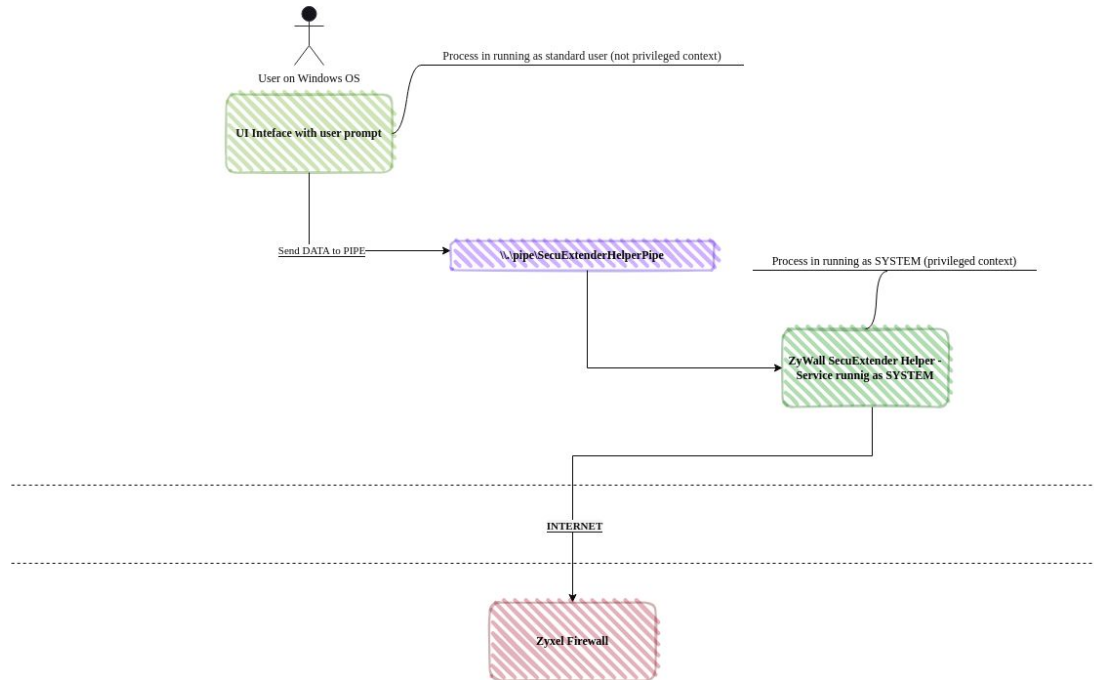 User on Windows OS
Process in running as standard user (not privileged context)
UI Inteface with user prompt
Send DATA to PIPE
\\.\pipe\SecuExtenderHelperPipe
Process in running as SYSTEM (privileged context)
ZyWall SecuExtender Helper -
Service runnig as SYSTEM
INTERNET
Zyxel Firewall